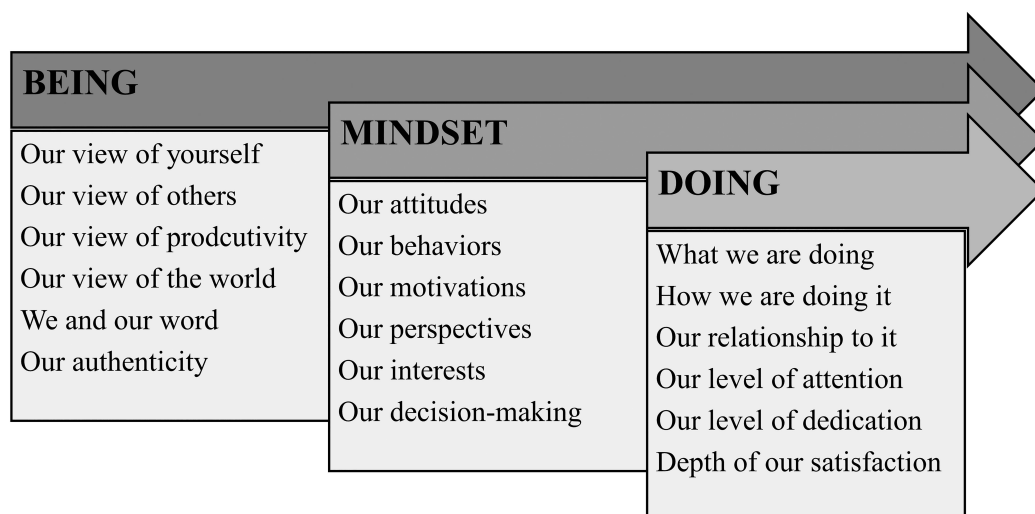 BEING
Our view of yourself
Our view of others
Our view of prodcutivity
Our view of the world
We and our word
Our authenticity
MINDSET
Our attitudes
Our behaviors
Our motivations
Our perspectives
Our interests
Our decision-making
DOING
What we are doing
How we are doing it
Our relationship to it
Our level of attention
Our level of dedication
Depth of our satisfaction